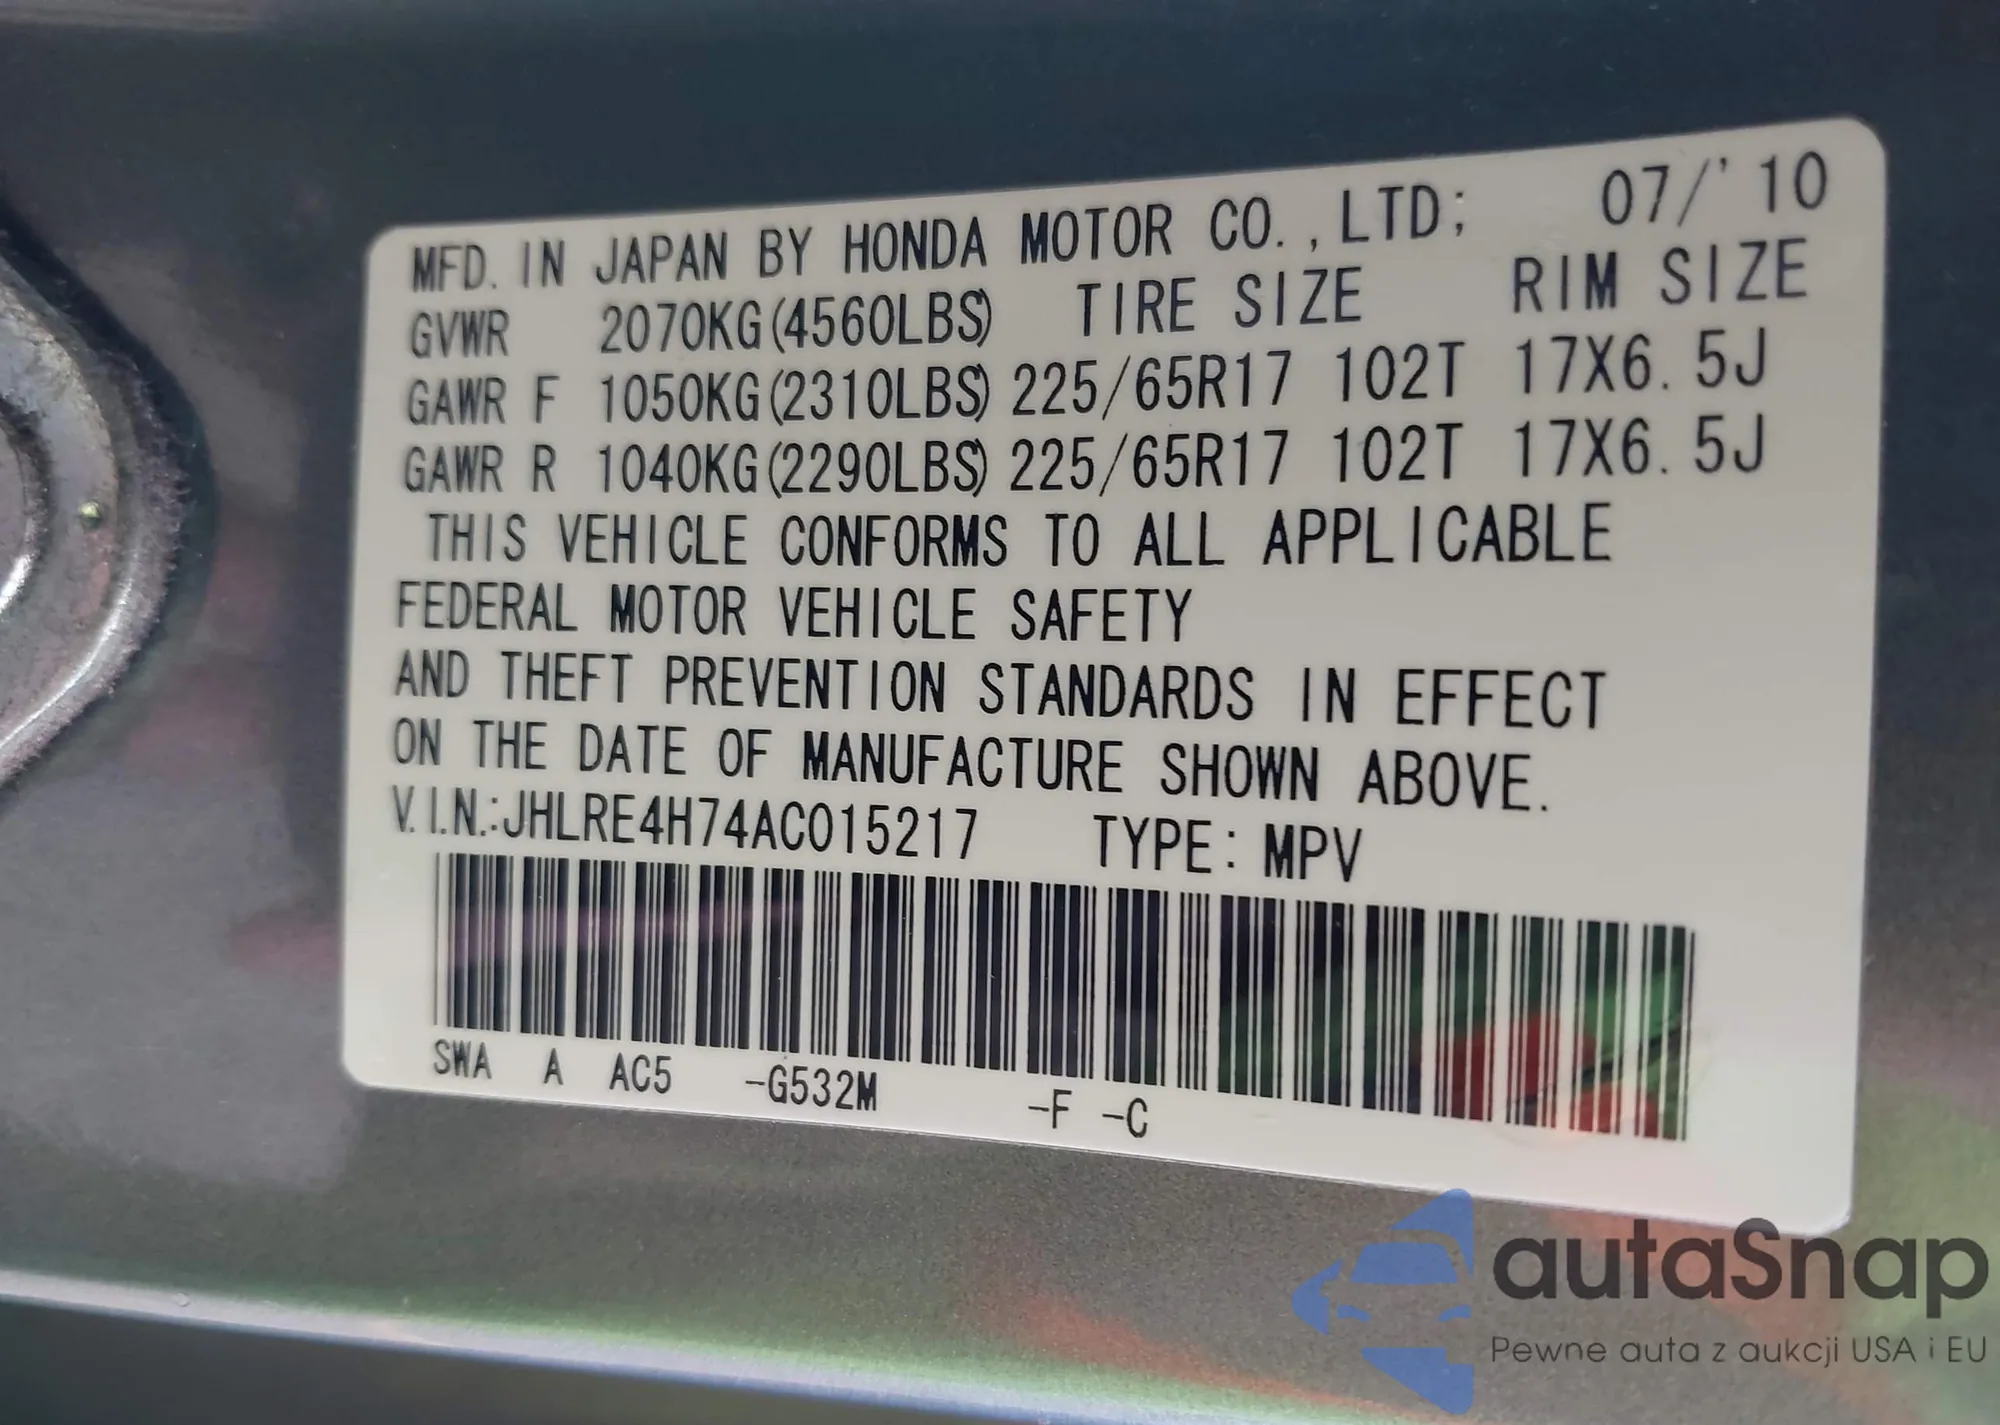 MFD. IN JAPAN BY HONDA MOTOR CO.,LTD; 07/'10
GVWR 2070KG(4560LBS) TIRE SIZE RIM SIZE
GAWR F 1050KG(2310LBS) 225/65R17 102T 17X6.5J
GAWR R 1040KG(2290LBS) 225/65R17 102T 17X6.5J
THIS VEHICLE CONFORMS TO ALL APPLICABLE
FEDERAL MOTOR VEHICLE SAFETY
AND THEFT PREVENTION STANDARDS IN EFFECT
ON THE DATE OF MANUFACTURE SHOWN ABOVE.
V.I.N.:JHLRE4H74AC015217 TYPE: MPV
SWA A AC5 -G532M -F -C
autaSnap
Pewne auta z aukcji USA i EU